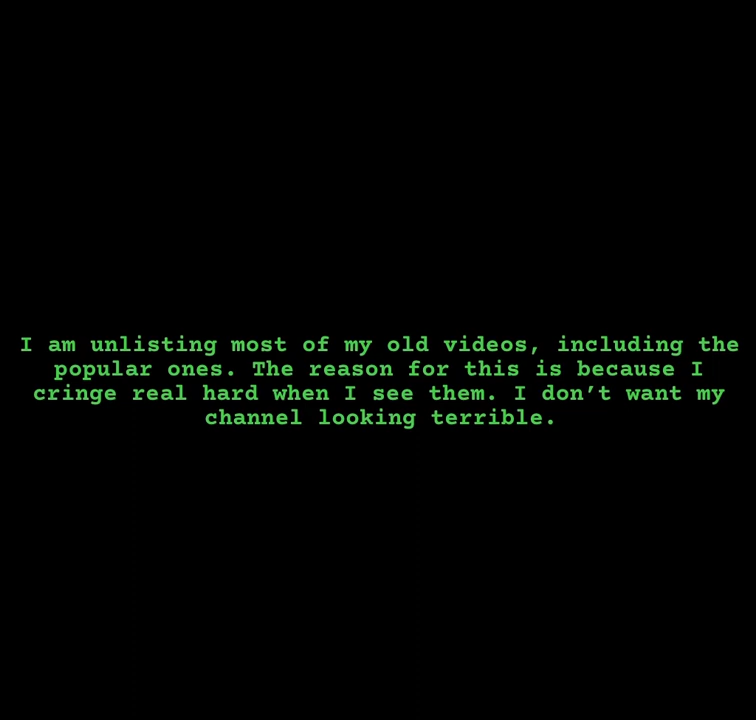 I am unlisting most of my old videos, including the
popular ones. The reason for this is because I
cringe real hard when I see them. I don’t want my
channel looking terrible.